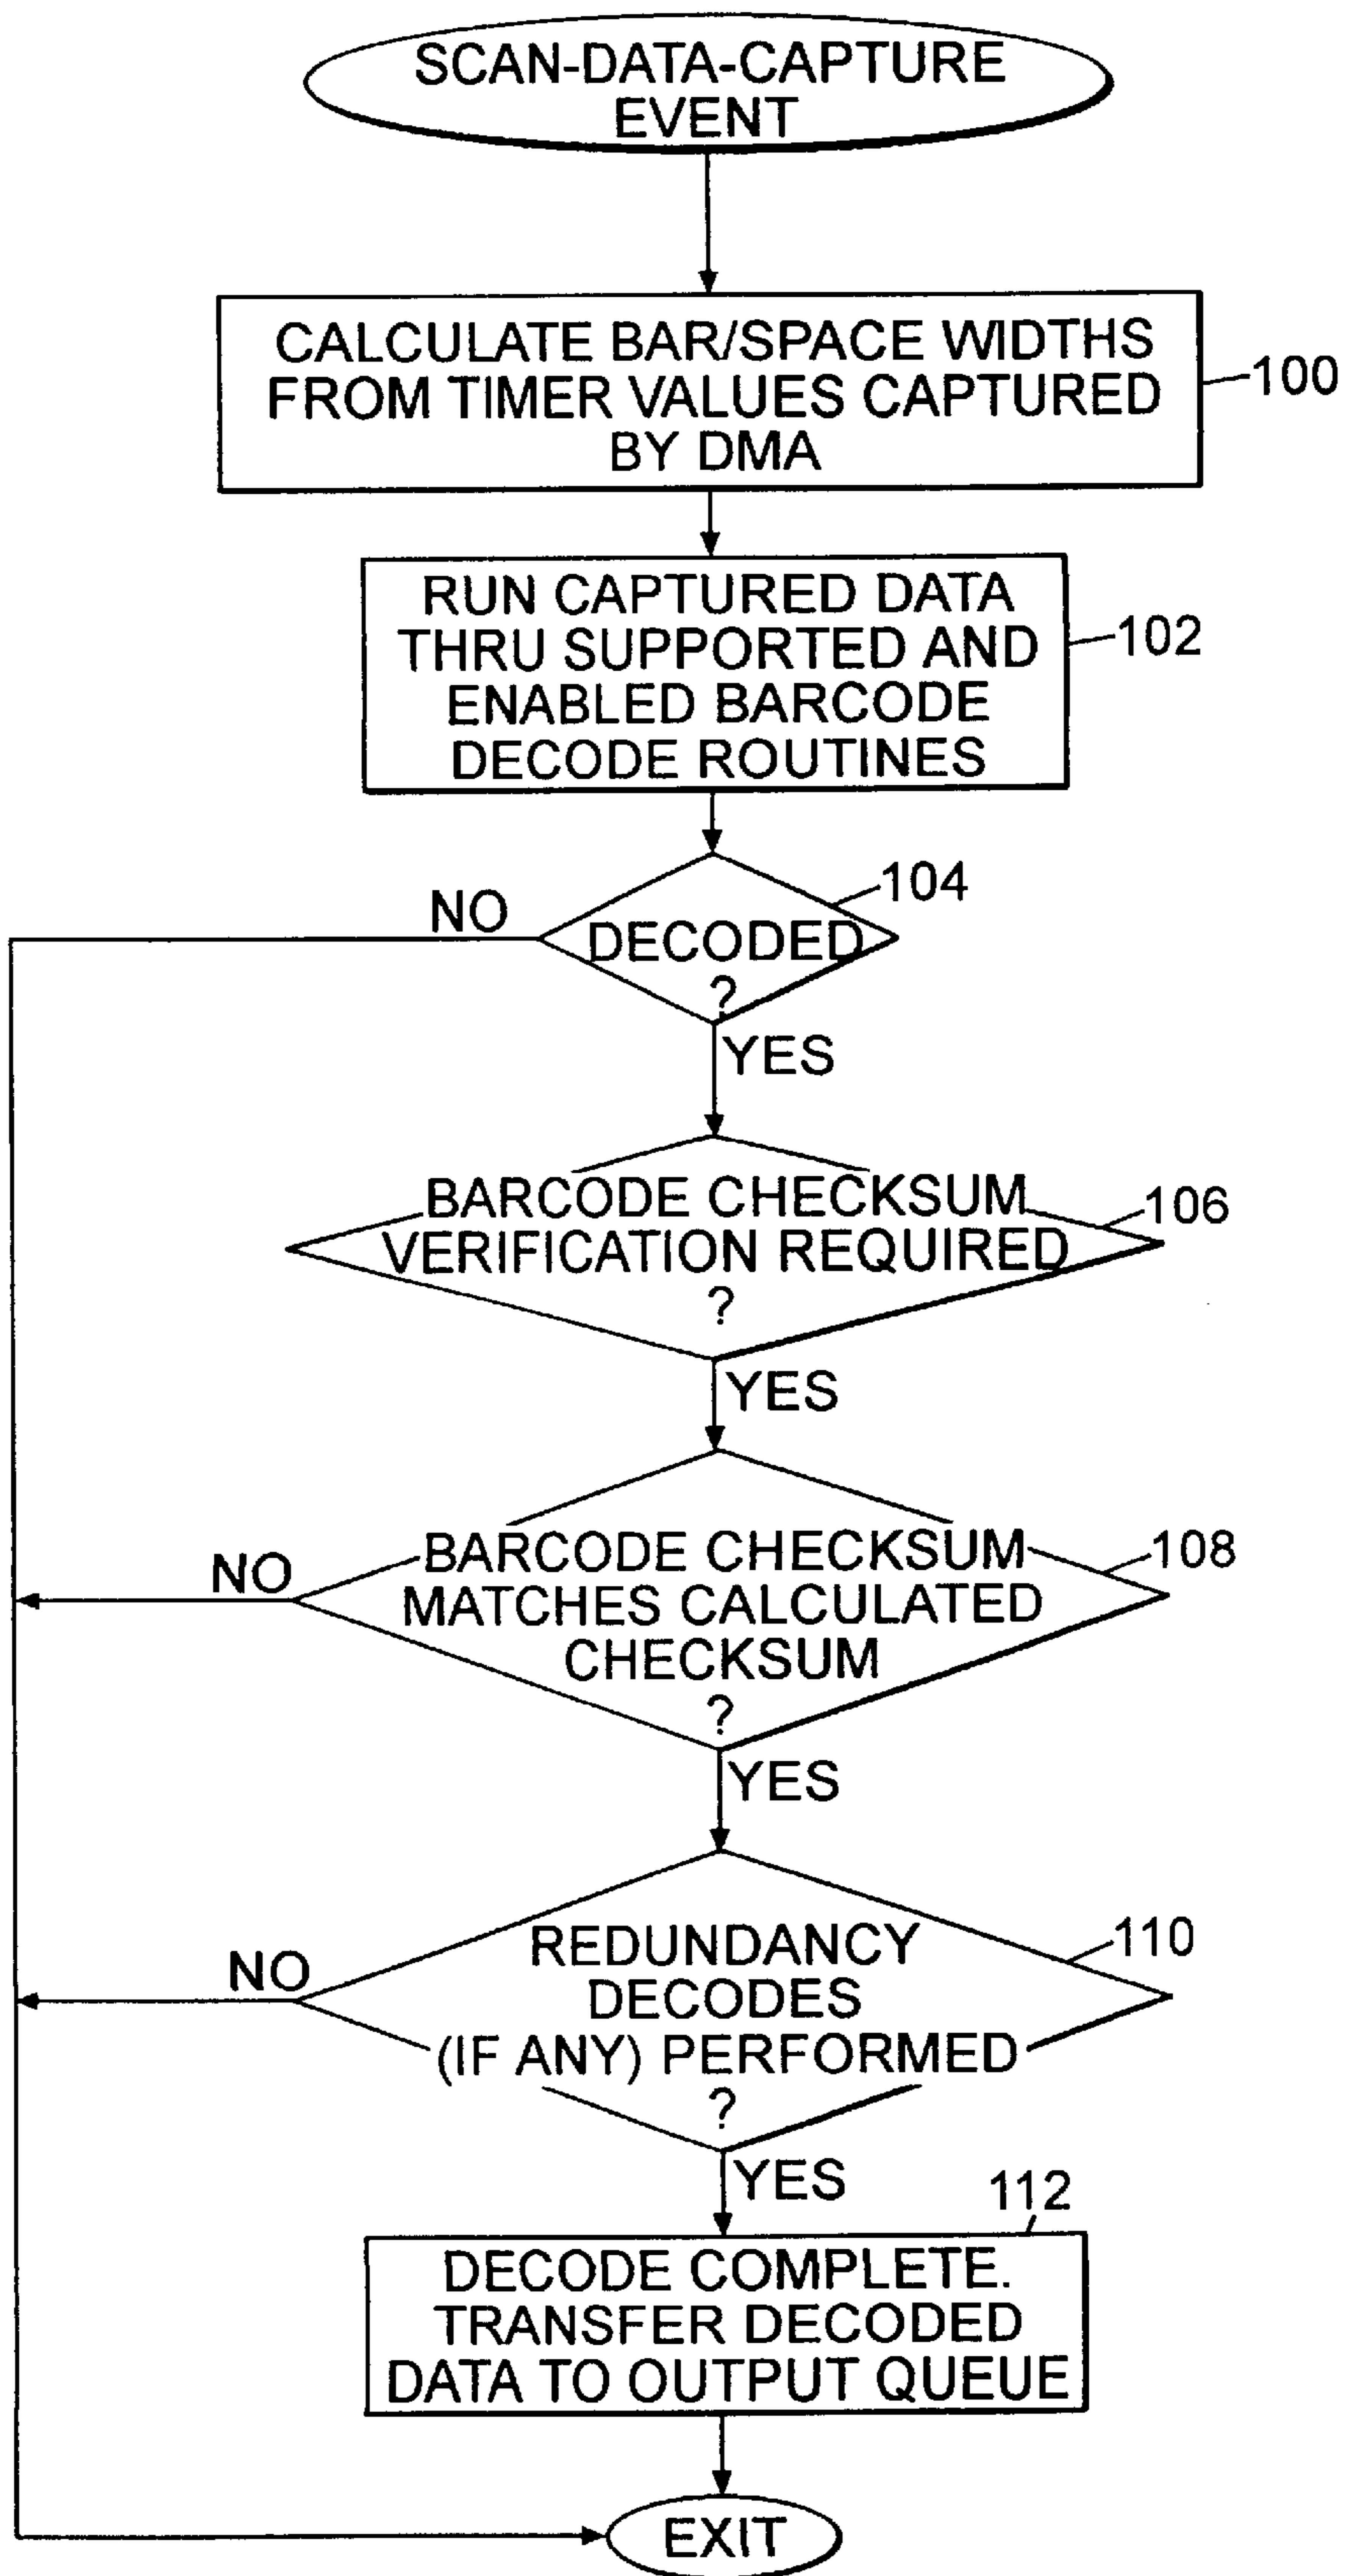 SCAN-DATA-CAPTURE
EVENT
CALCULATE BAR/SPACE WIDTHS
FROM TIMER VALUES CAPTURED
BY DMA
100
RUN CAPTURED DATA
THRU SUPPORTED AND
ENABLED BARCODE
DECODE ROUTINES
102
104
NO
DECODED
?
YES
BARCODE CHECKSUM
VERIFICATION REQUIRED
?
106
YES
BARCODE CHECKSUM
MATCHES CALCULATED
CHECKSUM
?
108
NO
YES
REDUNDANCY
DECODES
(IF ANY) PERFORMED
?
110
NO
YES
112
DECODE COMPLETE.
TRANSFER DECODED
DATA TO OUTPUT QUEUE
EXIT